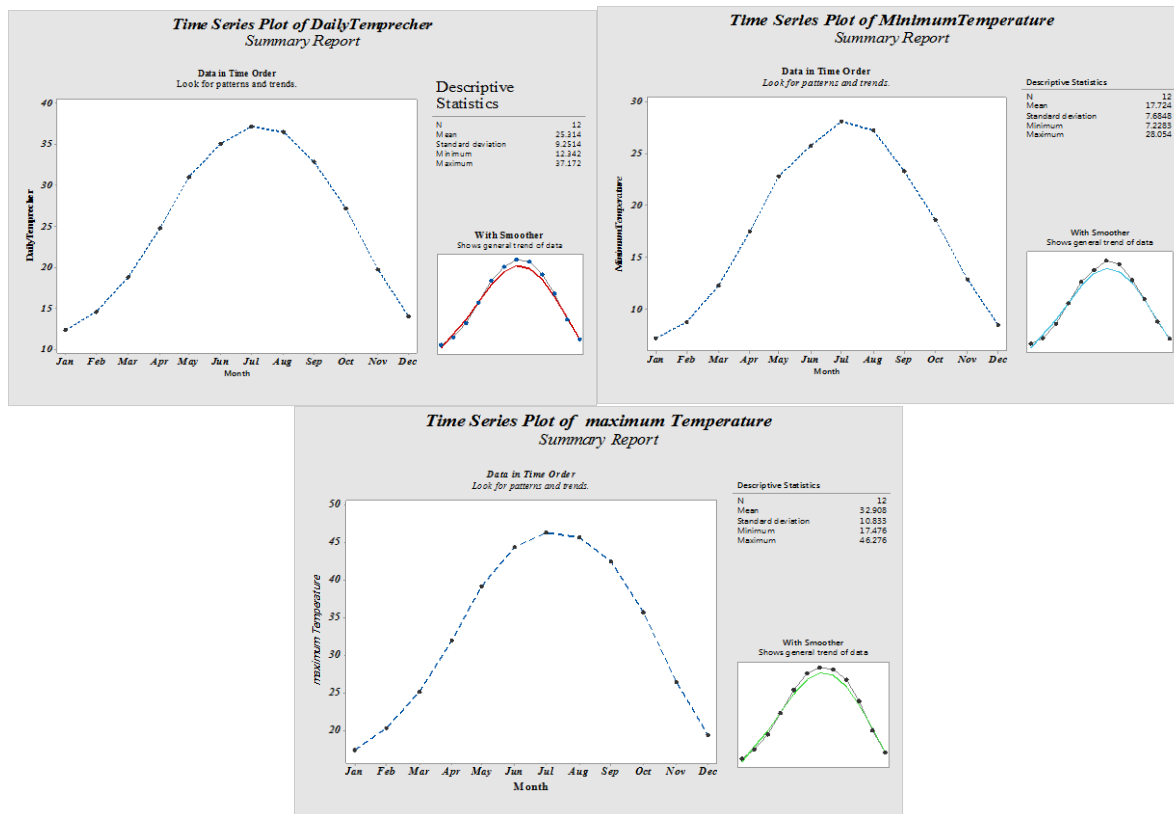 Time Series Plot of DailyTemprecher
Summary Report
Data in Time Order
Look for patterns and trends.
40
35
30
25
20
15
10
DailyTemprecher
Jan Feb Mar Apr May Jun Jul Aug Sep Oct Nov Dec
Month
Descriptive
Statistics
N 12
Mean 25.314
Standard deviation 9.2514
Minimum 12.342
Maximum 37.172
With Smoother
Shows general trend of data
Time Series Plot of MinimumTemperature
Summary Report
Data in Time Order
Look for patterns and trends.
30
25
20
15
10
MinimumTemperature
Jan Feb Mar Apr May Jun Jul Aug Sep Oct Nov Dec
Month
Descriptive Statistics
N 12
Mean 17.724
Standard deviation 7.6848
Minimum 7.2283
Maximum 28.054
With Smoother
Shows general trend of data
Time Series Plot of maximum Temperature
Summary Report
Data in Time Order
Look for patterns and trends.
50
45
40
35
30
25
20
maximum Temperature
Jan Feb Mar Apr May Jun Jul Aug Sep Oct Nov Dec
Month
Descriptive Statistics
N 12
Mean 32.908
Standard deviation 10.833
Minimum 17.476
Maximum 46.276
With Smoother
Shows general trend of data